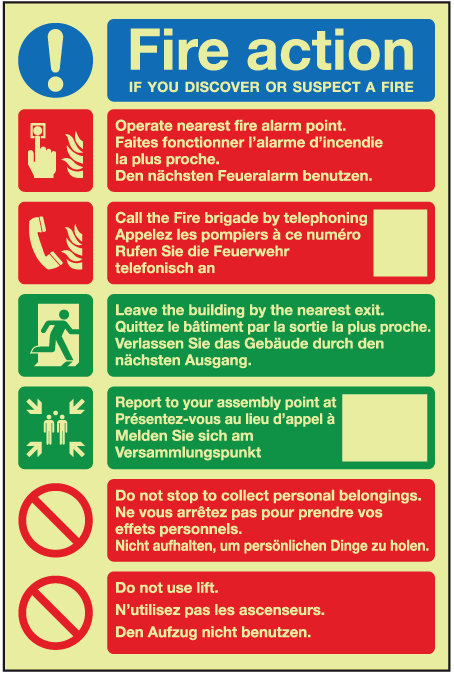 Fire action
IF YOU DISCOVER OR SUSPECT A FIRE
Operate nearest fire alarm point.
Faites fonctionner l'alarme d'incendie
la plus proche.
Den nächsten Feueralarm benutzen.
Call the Fire brigade by telephoning
Appelez les pompiers à ce numéro
Rufen Sie die Feuerwehr
telefonisch an
Leave the building by the nearest exit.
Quittez le bâtiment par la sortie la plus proche.
Verlassen Sie das Gebäude durch den
nächsten Ausgang.
Report to your assembly point at
Présentez-vous au lieu d'appel à
Melden Sie sich am
Versammlungspunkt
Do not stop to collect personal belongings.
Ne vous arrêtez pas pour prendre vos
effets personnels.
Nicht aufhalten, um persönlichen Dinge zu holen.
Do not use lift.
N'utilisez pas les ascenseurs.
Den Aufzug nicht benutzen.